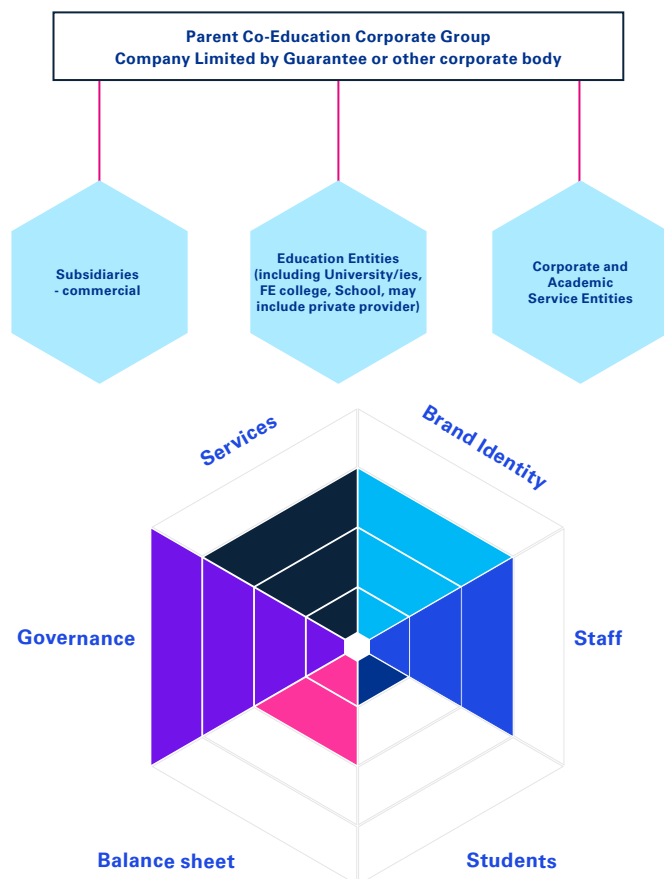 Parent Co-Education Corporate Group
Company Limited by Guarantee or other corporate body
Subsidiaries
- commercial
Education Entities
(including University/ies,
FE college, School, may
include private provider)
Corporate and
Academic
Service Entities
Services
Brand Identity
Governance
Staff
Balance sheet
Students